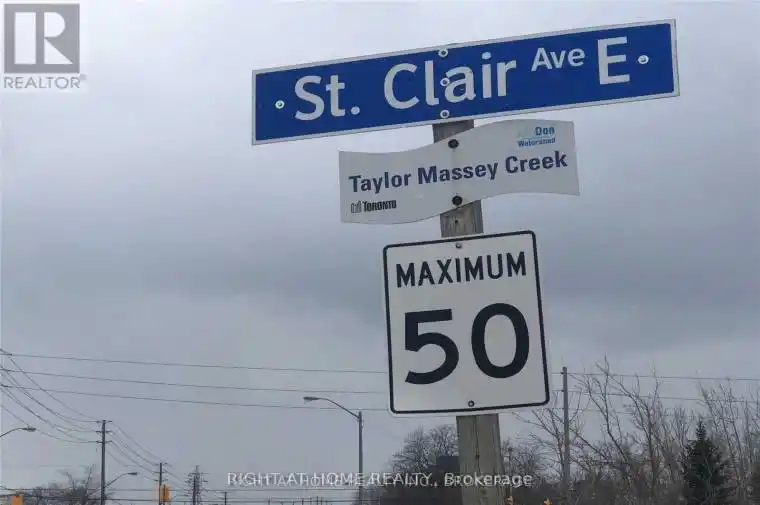 REALTOR®
St. Clair Ave E
Don
Watershed
Taylor Massey Creek
TORONTO
MAXIMUM
50
RIGHT AT HOME REALTY, Brokerage